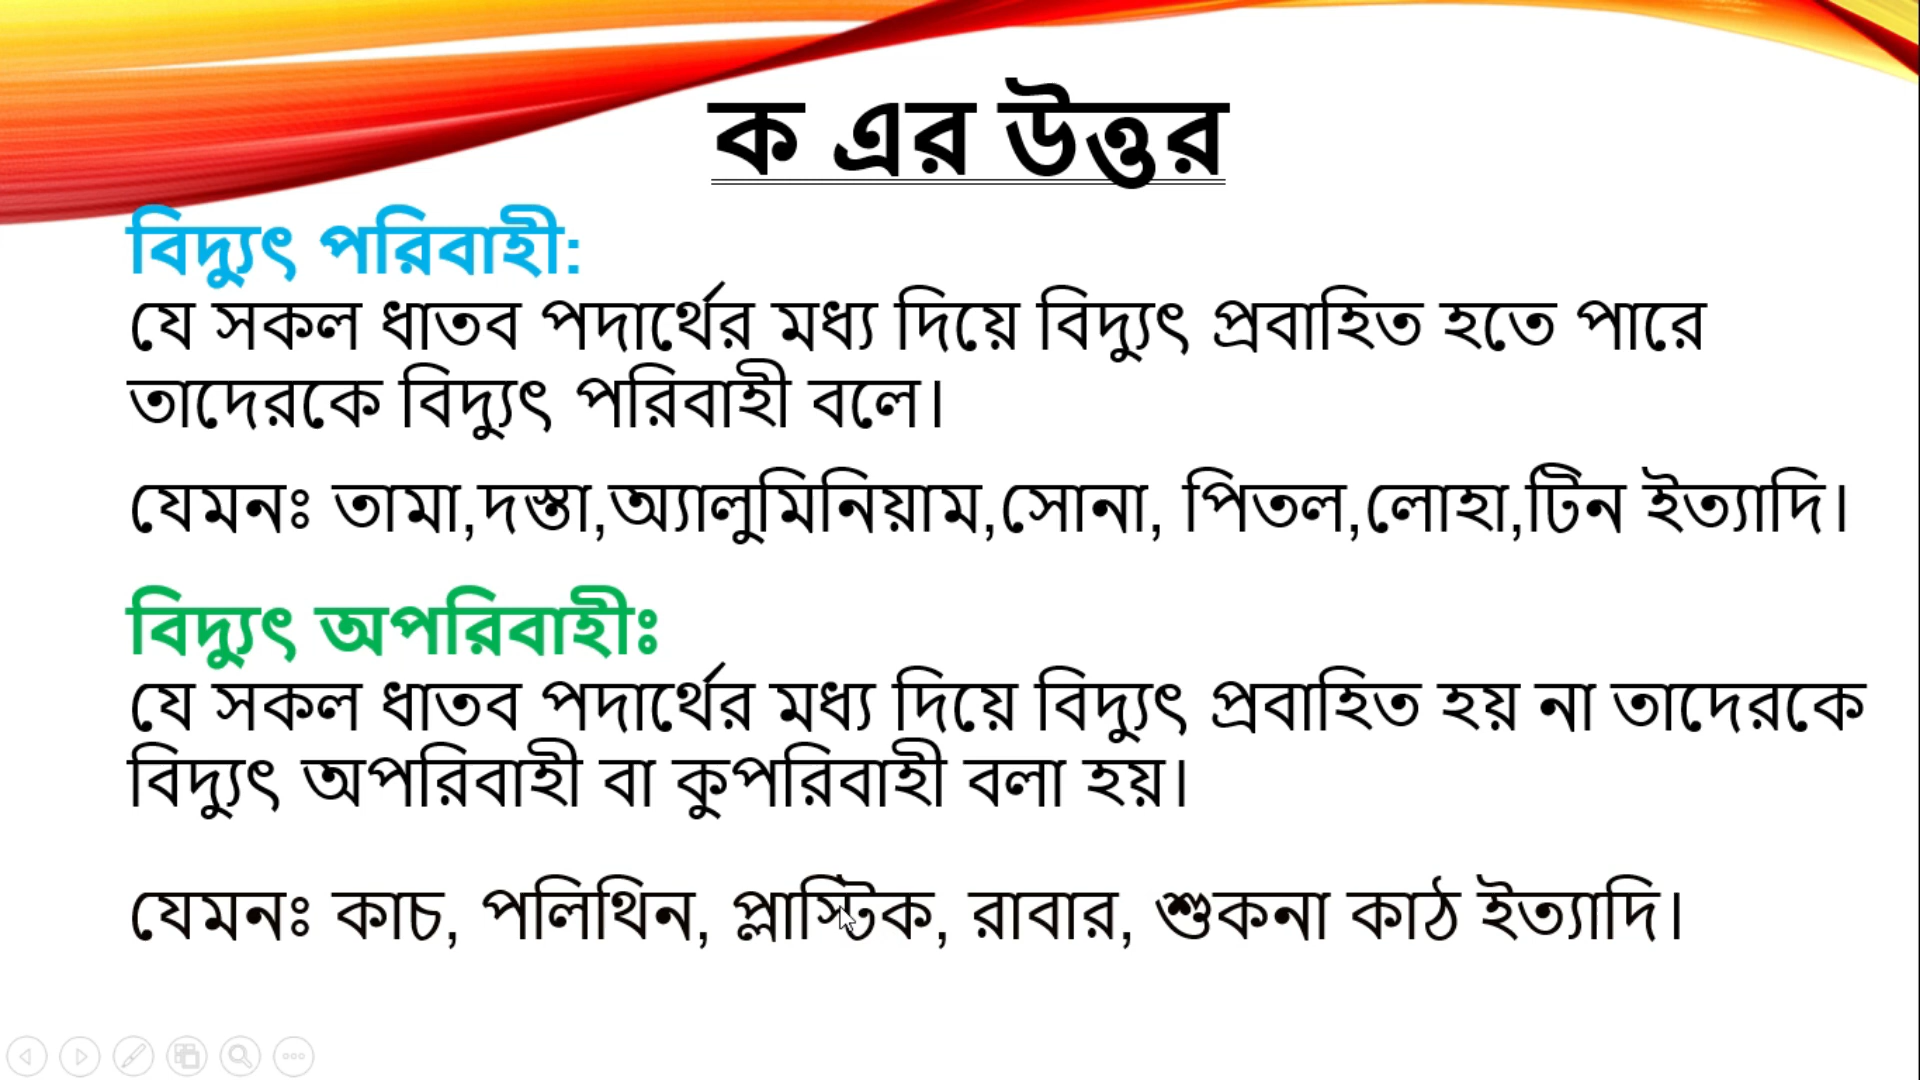 ক এর উত্তর
বিদ্যুৎ পরিবাহী:
যে সকল ধাতব পদার্থের মধ্য দিয়ে বিদ্যুৎ প্রবাহিত হতে পারে
তাদেরকে বিদ্যুৎ পরিবাহী বলে।
যেমনঃ তামা,দস্তা,অ্যালুমিনিয়াম,সোনা, পিতল,লোহা,টিন ইত্যাদি।
বিদ্যুৎ অপরিবাহীঃ
যে সকল ধাতব পদার্থের মধ্য দিয়ে বিদ্যুৎ প্রবাহিত হয় না তাদেরকে
বিদ্যুৎ অপরিবাহী বা কুপরিবাহী বলা হয়।
যেমনঃ কাচ, পলিথিন, প্লাস্টিক, রাবার, শুকনা কাঠ ইত্যাদি।